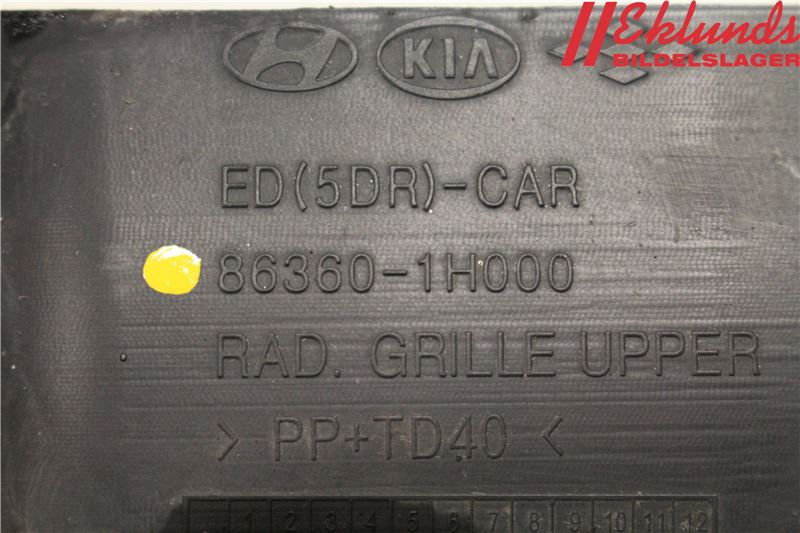 Eklunds
BILDELSLAGER
KIA
ED(5DR)-CAR
86360-1H000
RAD. GRILLE UPPER
> PP+TD40 <
1 2 3 4 5 6 7 8 9 10 11 12